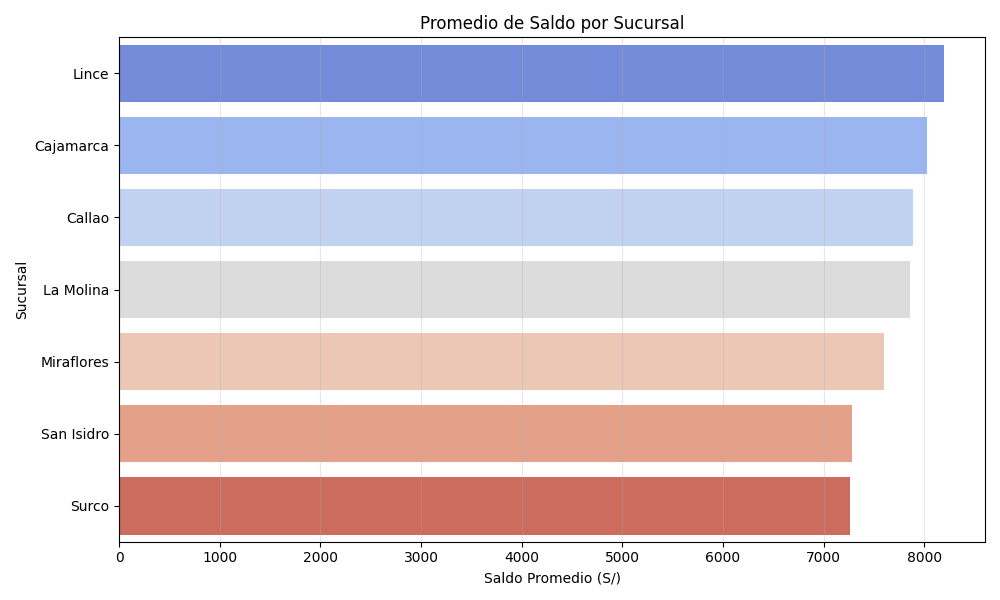 Promedio de Saldo por Sucursal
Sucursal
Lince
Cajamarca
Callao
La Molina
Miraflores
San Isidro
Surco
0 1000 2000 3000 4000 5000 6000 7000 8000
Saldo Promedio (S/)